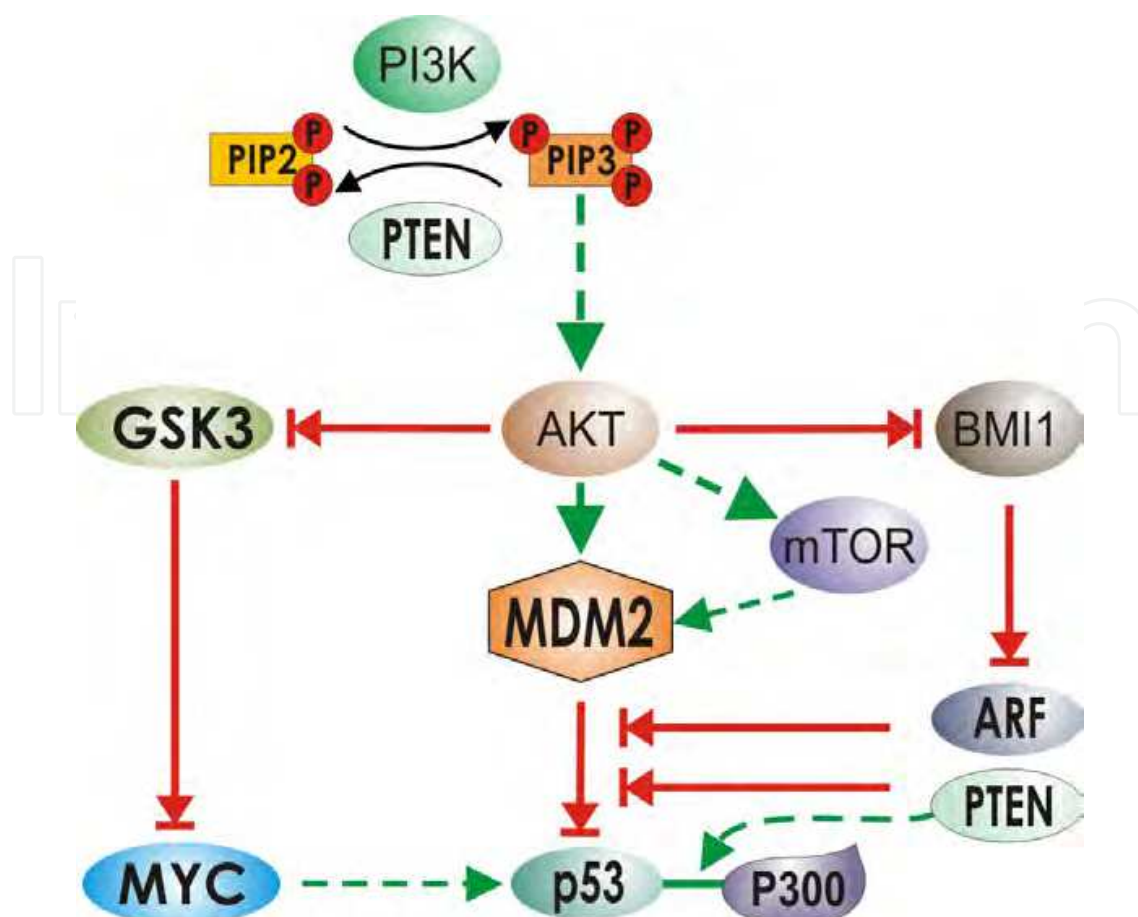 PI3K
P
P
PIP2
P
P
PIP3
P
PTEN
GSK3
AKT
BMI1
mTOR
MDM2
ARF
PTEN
MYC
p53
P300